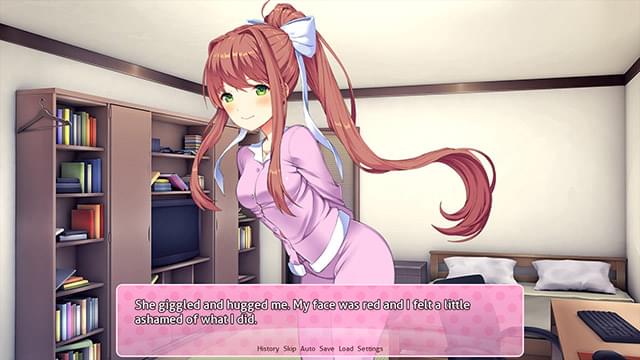 She giggled and hugged me. My face was red and I felt a little
ashamed of what I did.
History Skip Auto Save Load Settings